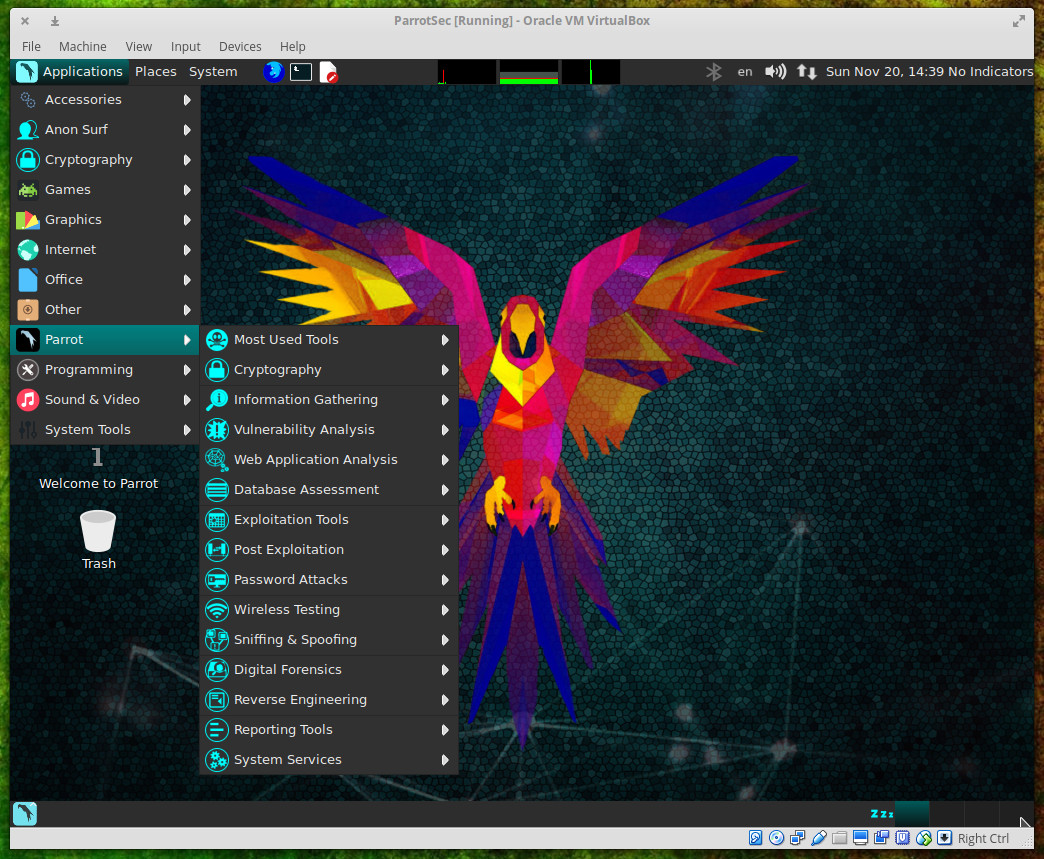 ParrotSec [Running] - Oracle VM VirtualBox
File Machine View Input Devices Help
Applications Places System en Sun Nov 20, 14:39 No Indicators
Accessories
Anon Surf
Cryptography
Games
Graphics
Internet
Office
Other
Parrot
Programming
Sound & Video
System Tools
Most Used Tools
Cryptography
Information Gathering
Vulnerability Analysis
Web Application Analysis
Database Assessment
Exploitation Tools
Post Exploitation
Password Attacks
Wireless Testing
Sniffing & Spoofing
Digital Forensics
Reverse Engineering
Reporting Tools
System Services
Welcome to Parrot
Trash
zzz
Right Ctrl